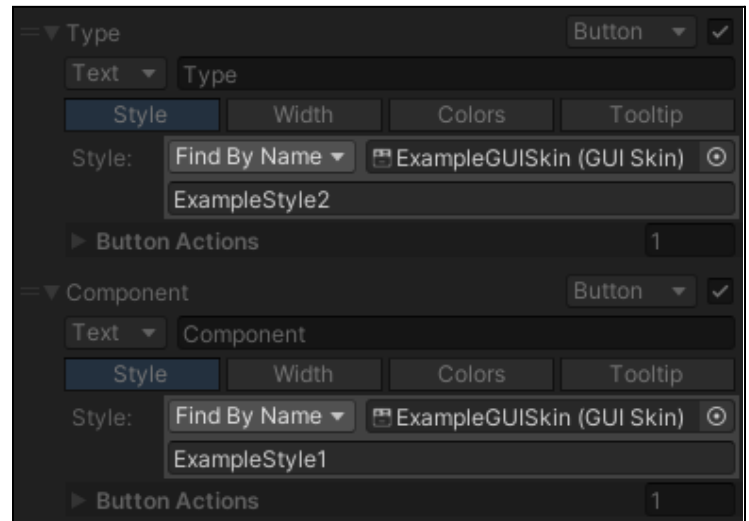 Type Button
Text Type
Style Width Colors Tooltip
Style: Find By Name ExampleGUISkin (GUI Skin)
ExampleStyle2
Button Actions 1
Component Button
Text Component
Style Width Colors Tooltip
Style: Find By Name ExampleGUISkin (GUI Skin)
ExampleStyle1
Button Actions 1